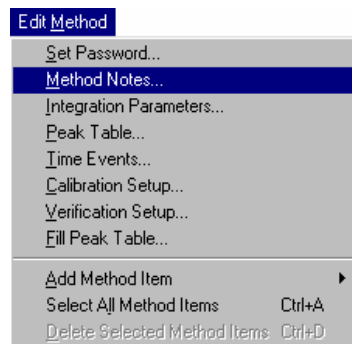 Edit Method
Set Password...
Method Notes...
Integration Parameters...
Peak Table...
Time Events...
Calibration Setup...
Verification Setup...
Fill Peak Table...
Add Method Item
Select All Method Items Ctrl+A
Delete Selected Method Items Ctrl+D